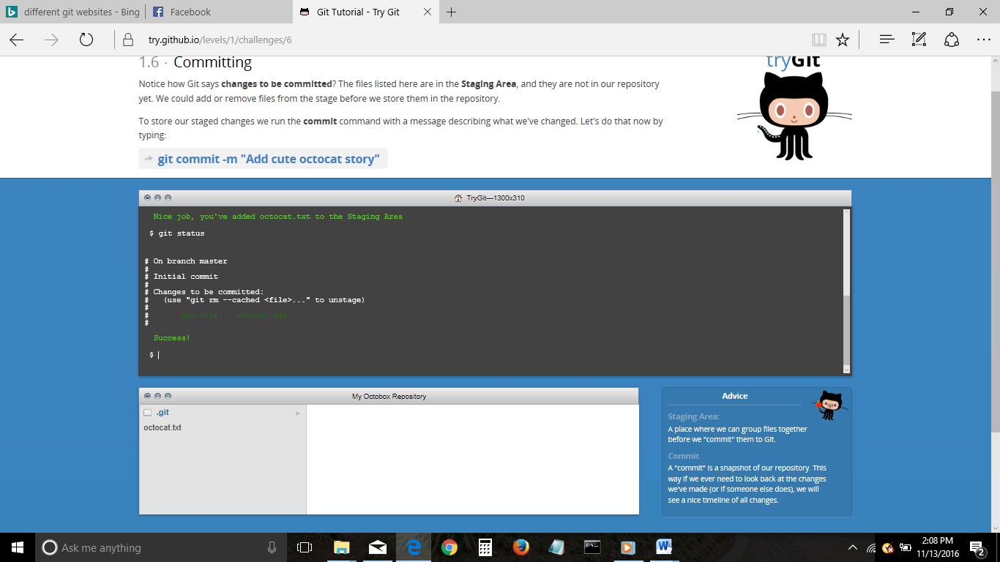 different git websites - Bing
Facebook
Git Tutorial - Try Git
try.github.io/levels/1/challenges/6
1.6 · Committing
tryGit
Notice how Git says changes to be committed? The files listed here are in the Staging Area, and they are not in our repository
yet. We could add or remove files from the stage before we store them in the repository.
To store our staged changes we run the commit command with a message describing what we've changed. Let's do that now by
typing:
git commit -m "Add cute octocat story"
TryGit—1300x310
Nice job, you've added octocat.txt to the Staging Area
$ git status
# On branch master
#
# Initial commit
#
# Changes to be committed:
#   (use "git rm --cached <file>..." to unstage)
#
#       new file:   octocat.txt
#
Success!
$
My Octobox Repository
.git
octocat.txt
Advice
Staging Area:
A place where we can group files together
before we "commit" them to Git.
Commit
A "commit" is a snapshot of our repository. This
way if we ever need to look back at the changes
we've made (or if someone else does), we will
see a nice timeline of all changes.
Ask me anything
2:08 PM
11/13/2016
2